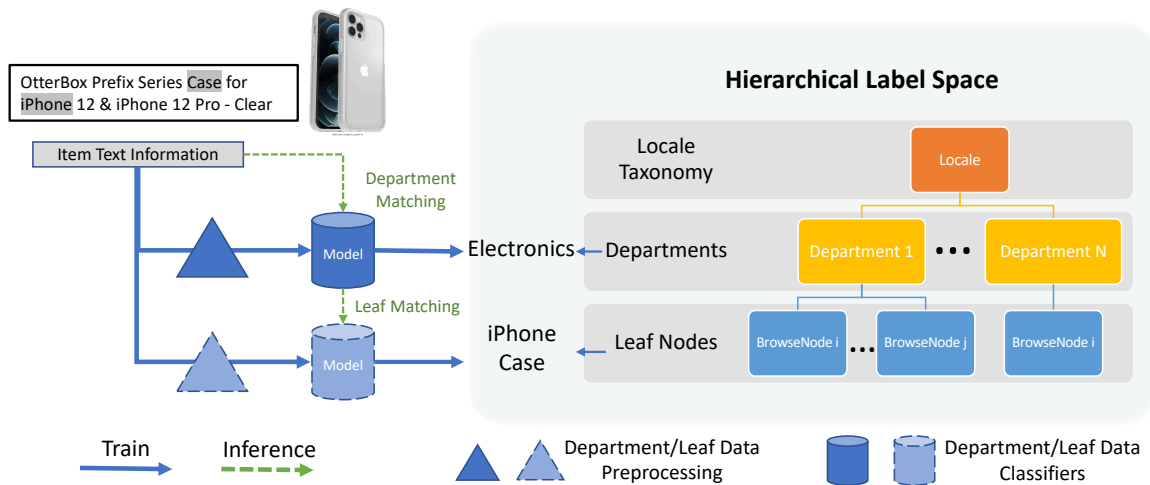 OtterBox Prefix Series Case for
iPhone 12 & iPhone 12 Pro - Clear
Item Text Information
Department
Matching
Model
Leaf Matching
Model
Hierarchical Label Space
Locale
Taxonomy
Locale
Electronics
Departments
Department 1
...
Department N
iPhone
Case
Leaf Nodes
BrowseNode i
...
BrowseNode j
BrowseNode i
Train
Inference
Department/Leaf Data
Preprocessing
Department/Leaf Data
Classifiers